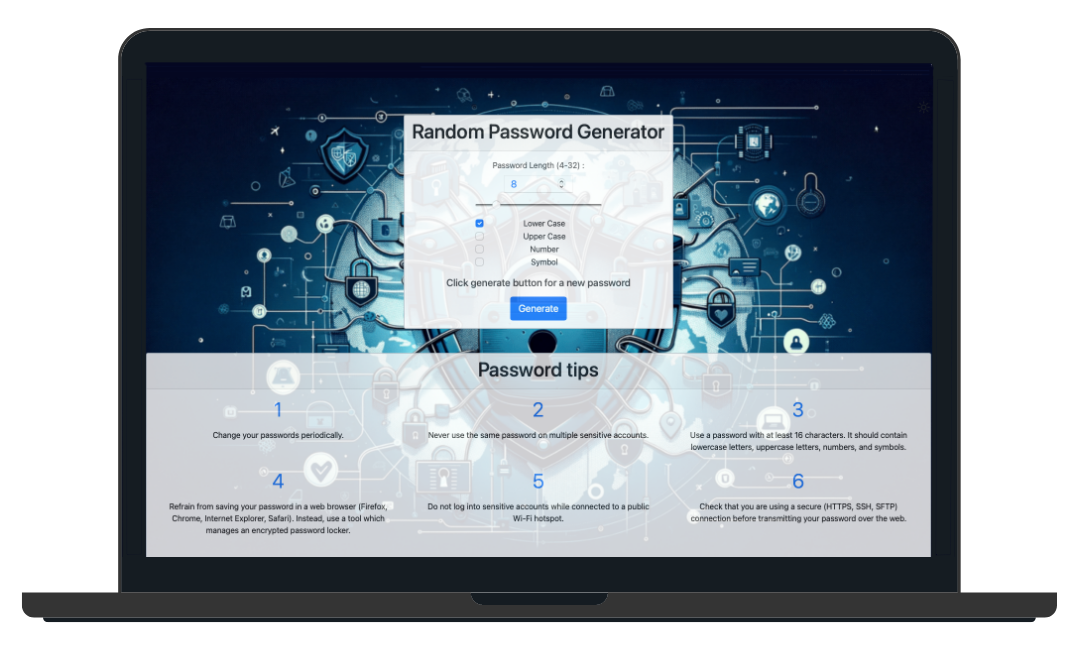 Random Password Generator
Password Length (4-32) :
8
Lower Case
Upper Case
Number
Symbol
Click generate button for a new password
Generate
Password tips
1
2
3
Change your passwords periodically.
Never use the same password on multiple sensitive accounts.
Use a password with at least 16 characters. It should contain
lowercase letters, uppercase letters, numbers, and symbols.
4
5
6
Refrain from saving your password in a web browser (Firefox,
Chrome, Internet Explorer, Safari). Instead, use a tool which
manages an encrypted password locker.
Do not log into sensitive accounts while connected to a public
Wi-Fi hotspot.
Check that you are using a secure (HTTPS, SSH, SFTP)
connection before transmitting your password over the web.